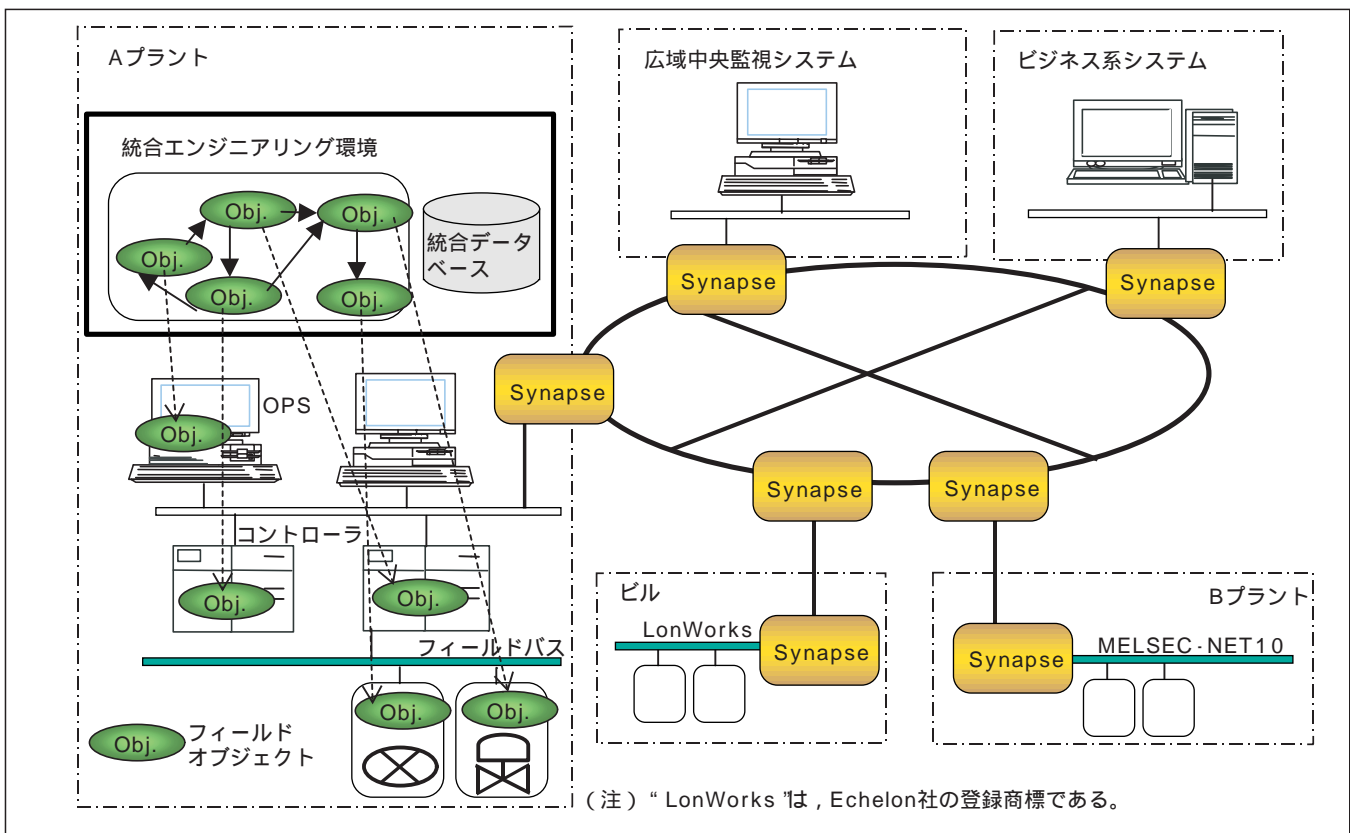 Aプラント
統合エンジニアリング環境
Obj.
Obj.
Obj.
Obj.
Obj.
統合データ
ベース
OPS
Obj.
コントローラ
Obj.
Obj.
フィールドバス
Obj.
Obj.
Obj.
フィールド
オブジェクト
広域中央監視システム
ビジネス系システム
Synapse
Synapse
Synapse
Synapse
Synapse
ビル
LonWorks
Synapse
Bプラント
Synapse
MELSEC-NET10
(注)“LonWorks”は,Echelon社の登録商標である。